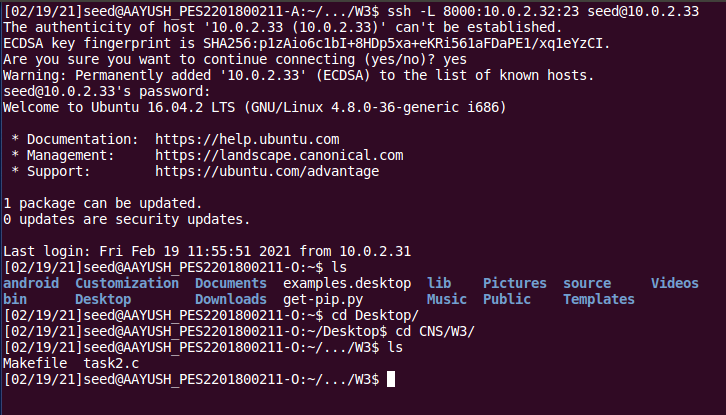 [02/19/21]seed@AAYUSH_PES2201800211-A:~/.../W3$ ssh -L 8000:10.0.2.32:23 seed@10.0.2.33
The authenticity of host '10.0.2.33 (10.0.2.33)' can't be established.
ECDSA key fingerprint is SHA256:p1zAio6c1bI+8HDp5xa+eKRi561aFDaPE1/xq1eYzCI.
Are you sure you want to continue connecting (yes/no)? yes
Warning: Permanently added '10.0.2.33' (ECDSA) to the list of known hosts.
seed@10.0.2.33's password:
Welcome to Ubuntu 16.04.2 LTS (GNU/Linux 4.8.0-36-generic i686)

 * Documentation:  https://help.ubuntu.com
 * Management:     https://landscape.canonical.com
 * Support:        https://ubuntu.com/advantage

1 package can be updated.
0 updates are security updates.

Last login: Fri Feb 19 11:55:51 2021 from 10.0.2.31
[02/19/21]seed@AAYUSH_PES2201800211-O:~$ ls
android  Customization  Documents  examples.desktop  lib    Pictures  source     Videos
bin      Desktop        Downloads  get-pip.py        Music  Public    Templates
[02/19/21]seed@AAYUSH_PES2201800211-O:~$ cd Desktop/
[02/19/21]seed@AAYUSH_PES2201800211-O:~/Desktop$ cd CNS/W3/
[02/19/21]seed@AAYUSH_PES2201800211-O:~/.../W3$ ls
Makefile  task2.c
[02/19/21]seed@AAYUSH_PES2201800211-O:~/.../W3$